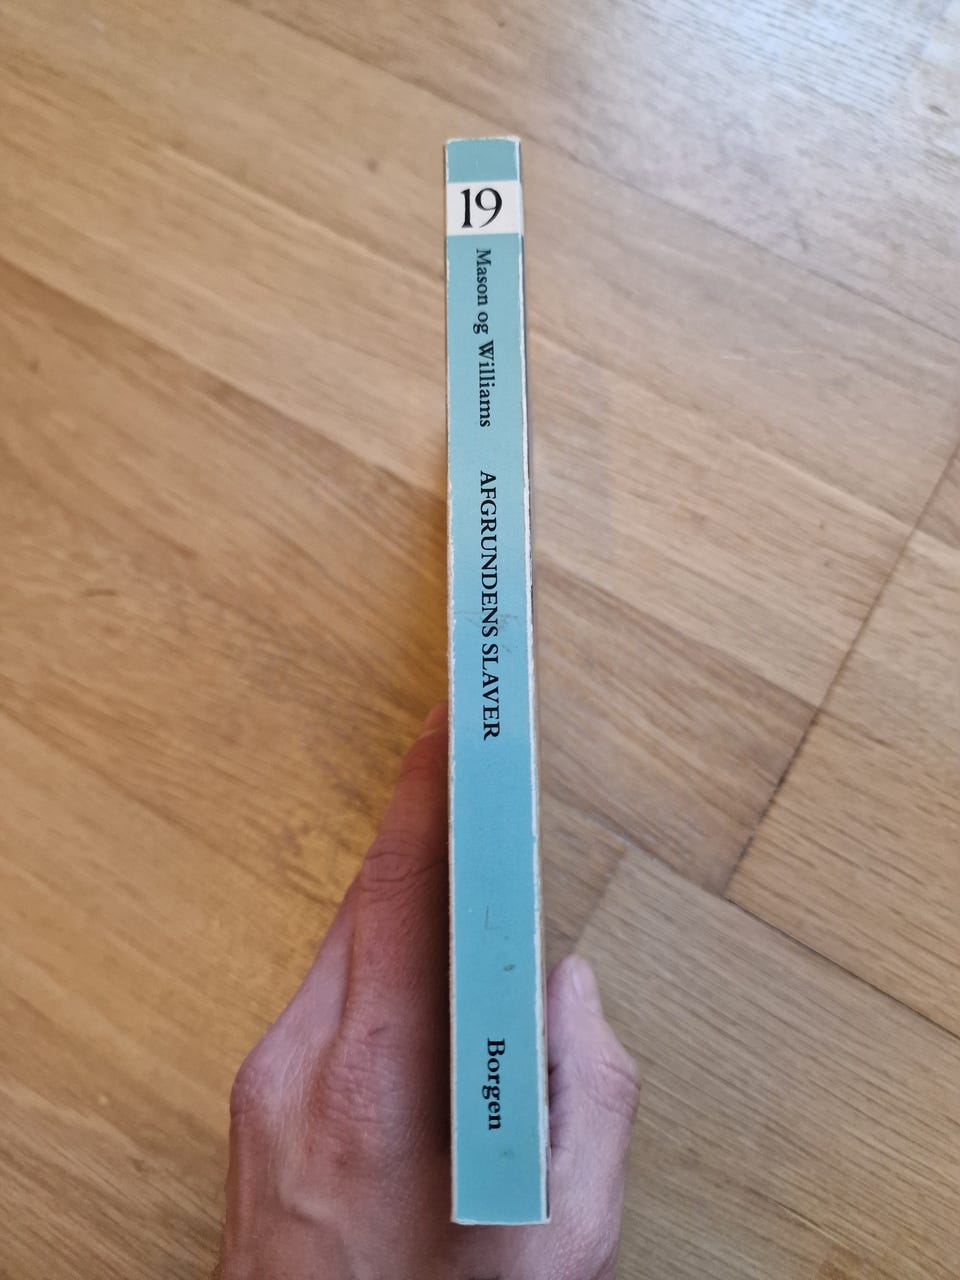 19
Mason og Williams
AFGRUNDENS SLAVER
Borgen